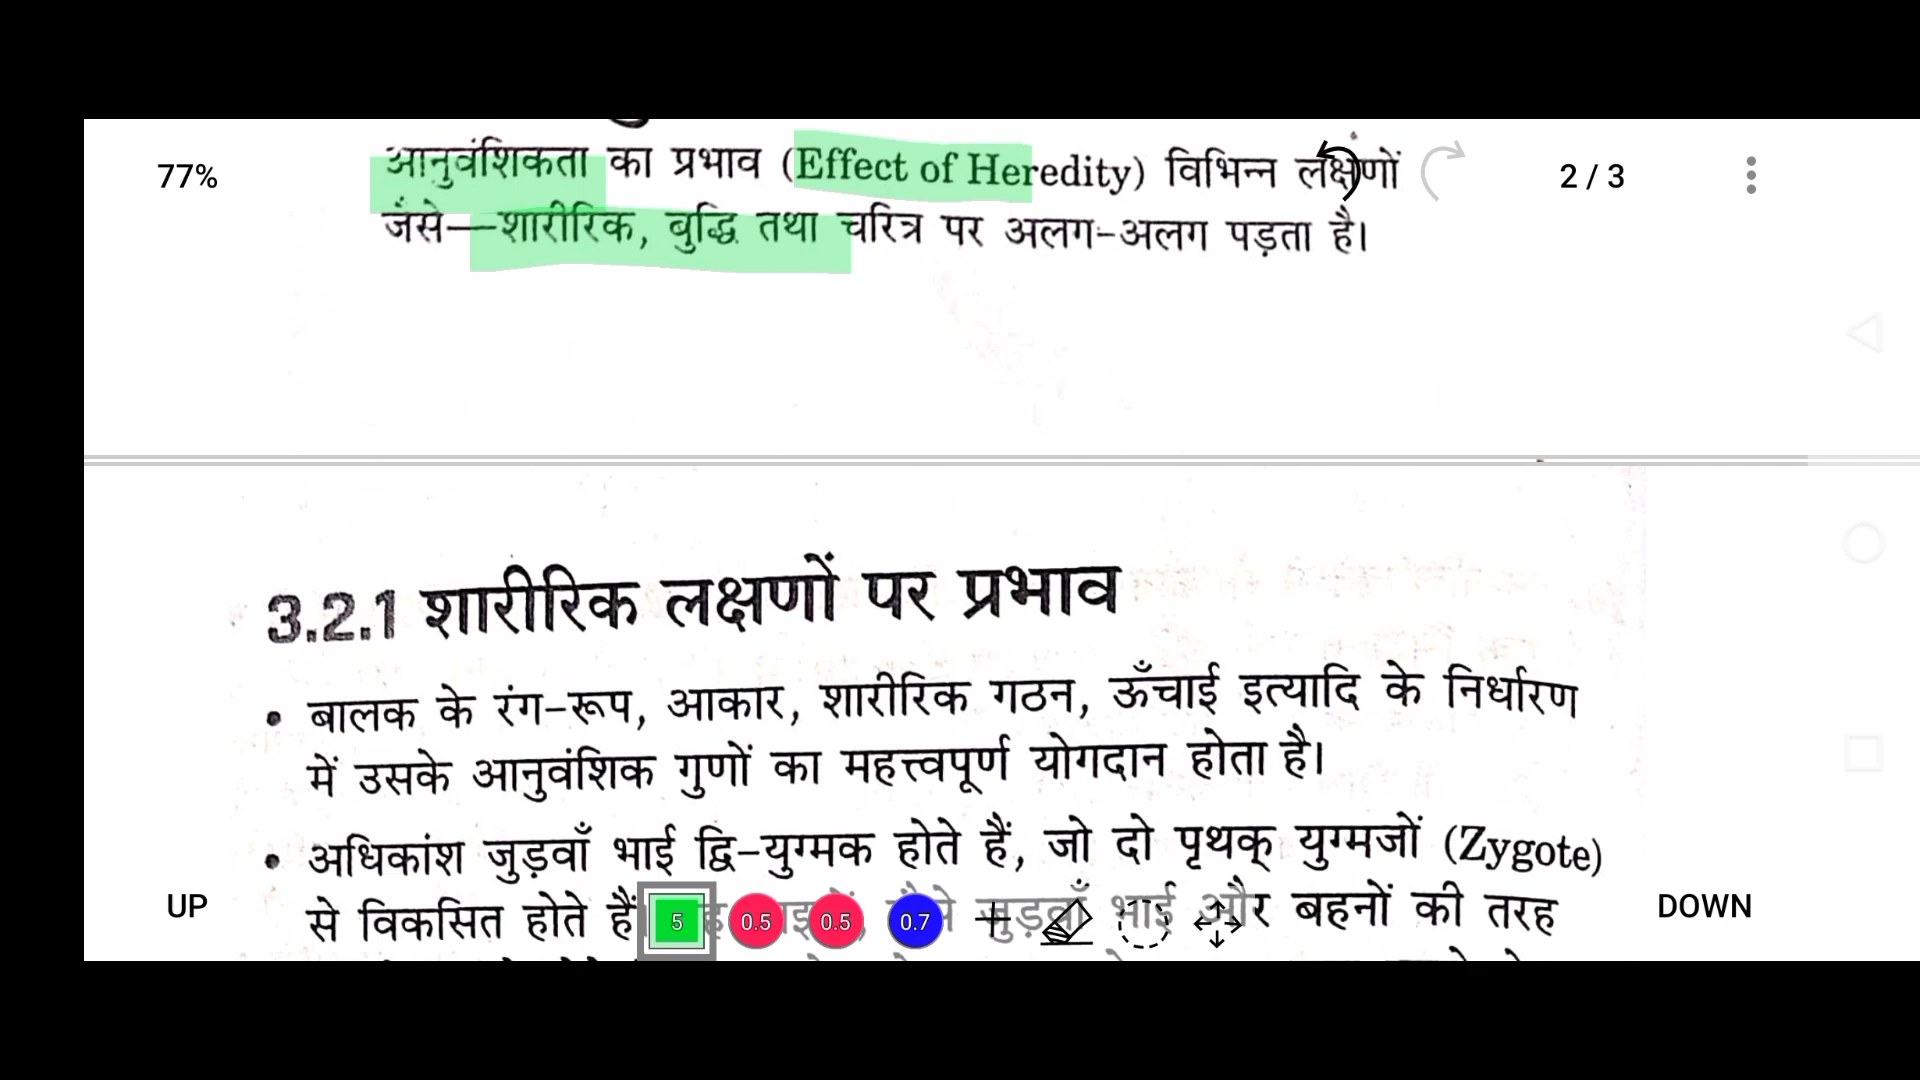 77%
आनुवंशिकता का प्रभाव (Effect of Heredity) विभिन्न लक्षणों
2 / 3
जैसे—शारीरिक, बुद्धि तथा चरित्र पर अलग-अलग पड़ता है।
3.2.1 शारीरिक लक्षणों पर प्रभाव
• बालक के रंग-रूप, आकार, शारीरिक गठन, ऊँचाई इत्यादि के निर्धारण
में उसके आनुवंशिक गुणों का महत्त्वपूर्ण योगदान होता है।
• अधिकांश जुड़वाँ भाई द्वि-युग्मक होते हैं, जो दो पृथक् युग्मजों (Zygote)
से विकसित होते हैं जुड़वाँ भाई और बहनों की तरह
UP
5
0.5
0.5
0.7
DOWN